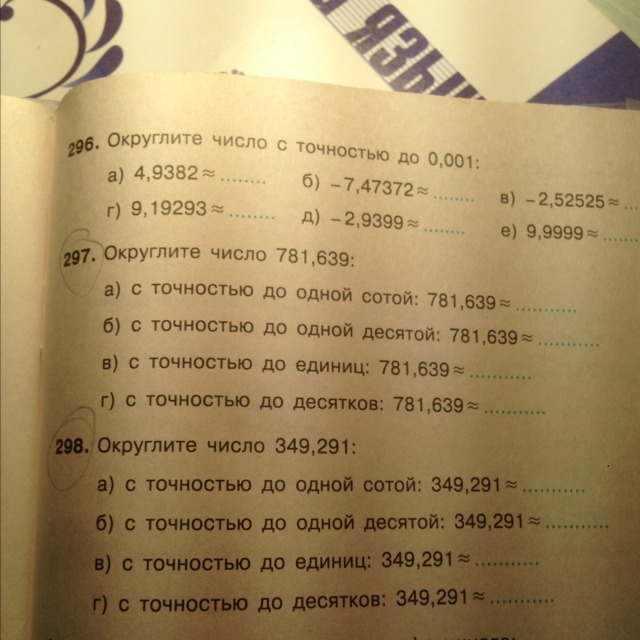 ЯЗЫ
296. Округлите число с точностью до 0,001:
а) 4,9382 ≈ ........ б) −7,47372 ≈ ........ в) −2,52525 ≈ ...
г) 9,19293 ≈ ........ д) −2,9399 ≈ ........ е) 9,9999 ≈ ......
297. Округлите число 781,639:
а) с точностью до одной сотой: 781,639 ≈ ...........
б) с точностью до одной десятой: 781,639 ≈ ...........
в) с точностью до единиц: 781,639 ≈ ...........
г) с точностью до десятков: 781,639 ≈ ...........
298. Округлите число 349,291:
а) с точностью до одной сотой: 349,291 ≈ ...........
б) с точностью до одной десятой: 349,291 ≈ ...........
в) с точностью до единиц: 349,291 ≈ ...........
г) с точностью до десятков: 349,291 ≈ ...........